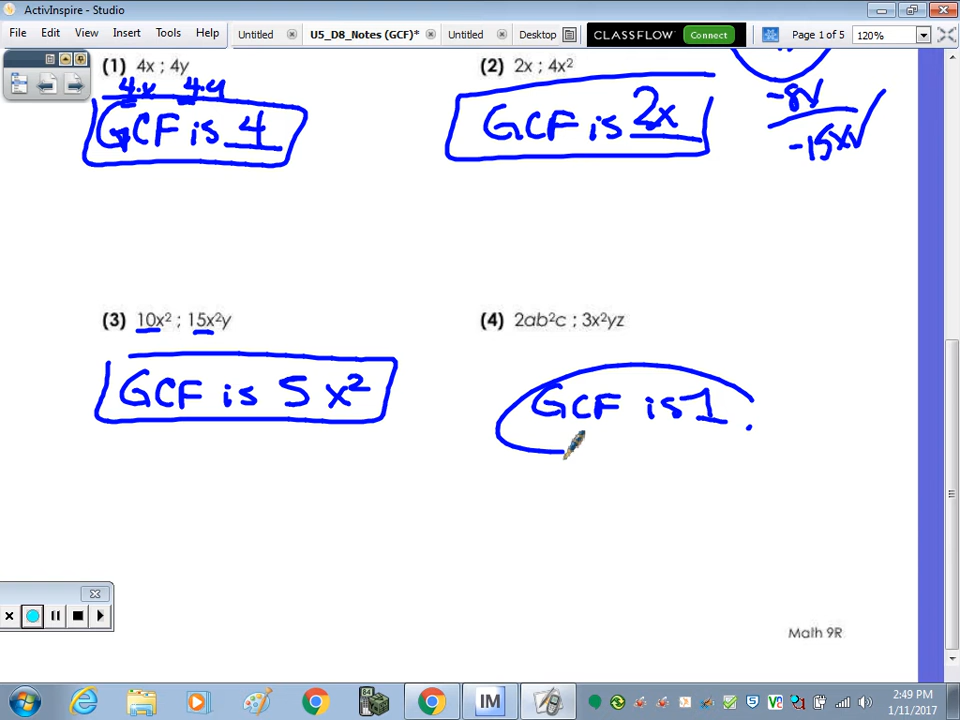 ActivInspire - Studio
File Edit View Insert Tools Help Untitled U5_D8_Notes (GCF)* Untitled Desktop CLASSFLOW Connect Page 1 of 5 120%
(1) 4x ; 4y
4·x 4·y
GCF is 4
(2) 2x ; 4x²
GCF is 2x
-8v
-15xv
(3) 10x² ; 15x²y
GCF is 5x²
(4) 2ab²c ; 3x²yz
GCF is 1.
Math 9R
2:49 PM
1/11/2017